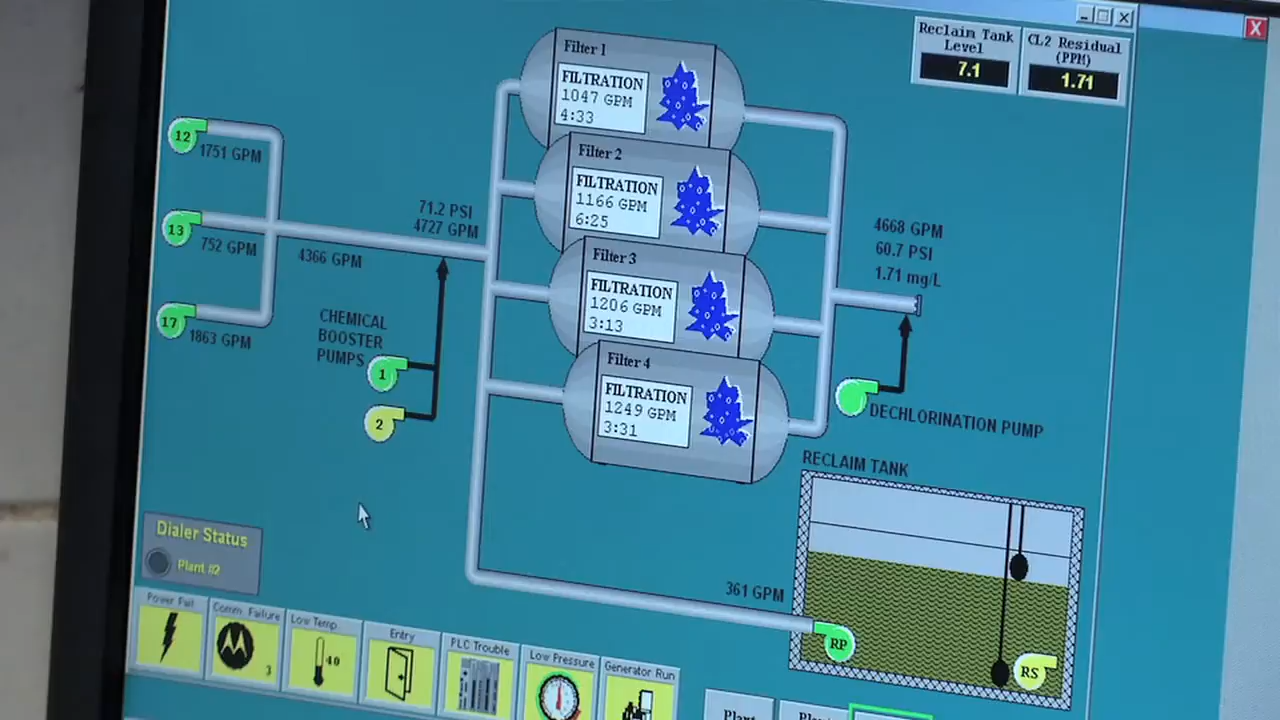 Reclaim Tank
Level
7.1
CL2 Residual
(PPM)
1.71
Filter 1
FILTRATION
1047 GPM
4:33
Filter 2
FILTRATION
1166 GPM
6:25
Filter 3
FILTRATION
1206 GPM
3:13
Filter 4
FILTRATION
1249 GPM
3:31
12
1751 GPM
13
752 GPM
17
1863 GPM
4366 GPM
71.2 PSI
4727 GPM
CHEMICAL
BOOSTER
PUMPS
1
2
4668 GPM
60.7 PSI
1.71 mg/L
DECHLORINATION PUMP
RECLAIM TANK
361 GPM
RP
RS
Dialer Status
Plant #2
Power Fail
Comm. Failure
3
Low Temp.
40
Entry
PLC Trouble
Low Pressure
Generator Run
Plant